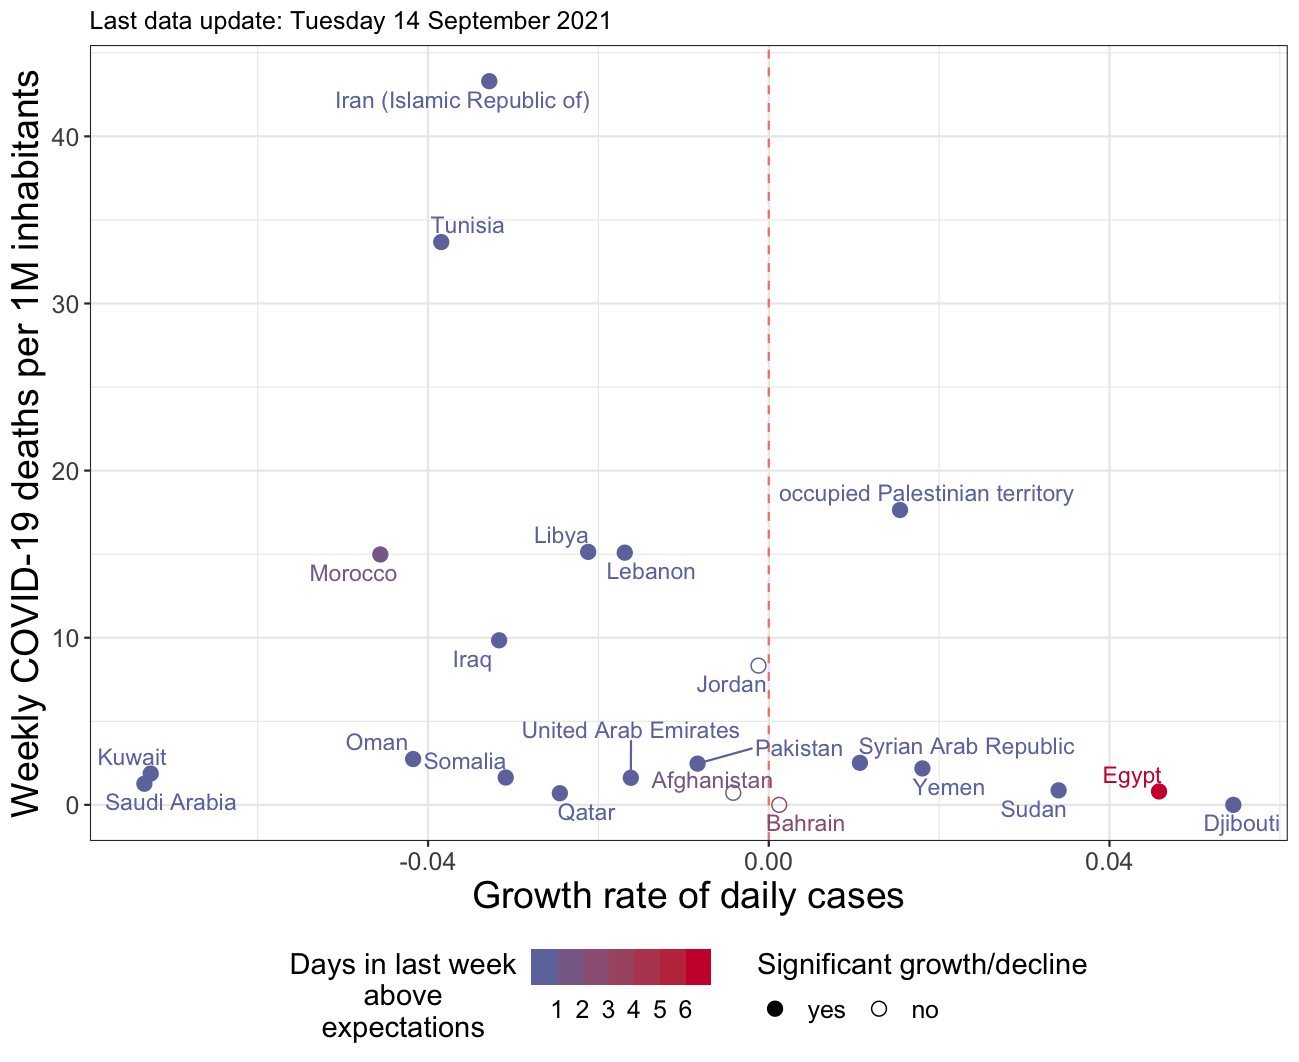 Last data update: Tuesday 14 September 2021
Weekly COVID-19 deaths per 1M inhabitants
Iran (Islamic Republic of)
40
Tunisia
30
20
occupied Palestinian territory
Libya
Lebanon
Morocco
10
Iraq
Jordan
United Arab Emirates
Oman
Pakistan
Syrian Arab Republic
Kuwait
Somalia
Afghanistan
Egypt
Yemen
Saudi Arabia
0
Qatar
Sudan
Bahrain
Djibouti
-0.04
0.00
0.04
Growth rate of daily cases
Days in last week
above
expectations
1 2 3 4 5 6
Significant growth/decline
yes
no